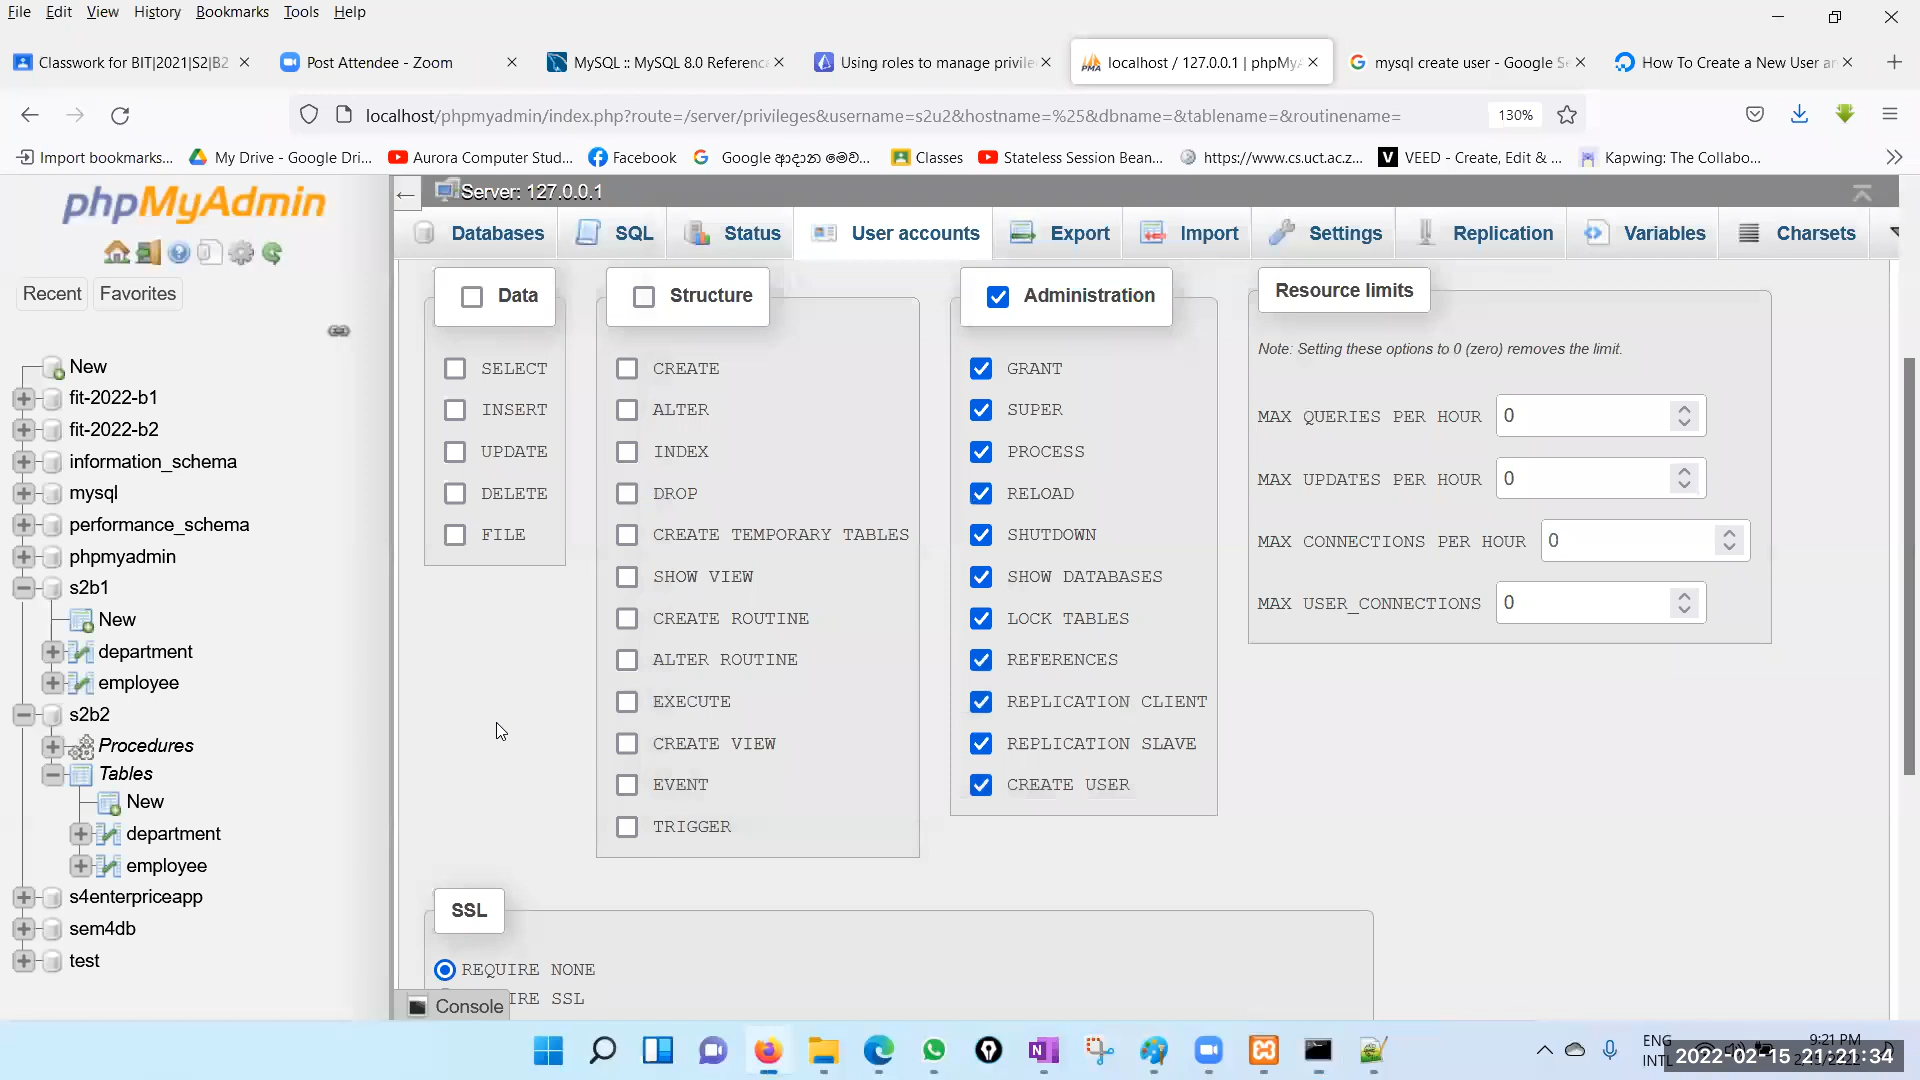 File Edit View History Bookmarks Tools Help
Classwork for BIT|2021|S2|B2
Post Attendee - Zoom
MySQL :: MySQL 8.0 Reference
Using roles to manage privile
localhost / 127.0.0.1 | phpMy
mysql create user - Google Se
How To Create a New User an
localhost/phpmyadmin/index.php?route=/server/privileges&username=s2u2&hostname=%25&dbname=&tablename=&routinename=
130%
Import bookmarks...
My Drive - Google Dri...
Aurora Computer Stud...
Facebook
Google ආදාන මෙව...
Classes
Stateless Session Bean...
https://www.cs.uct.ac.z...
VEED - Create, Edit & ...
Kapwing: The Collabo...
phpMyAdmin
Recent
Favorites
New
fit-2022-b1
fit-2022-b2
information_schema
mysql
performance_schema
phpmyadmin
s2b1
New
department
employee
s2b2
Procedures
Tables
New
department
employee
s4enterpriceapp
sem4db
test
Server: 127.0.0.1
Databases
SQL
Status
User accounts
Export
Import
Settings
Replication
Variables
Charsets
Data
SELECT
INSERT
UPDATE
DELETE
FILE
Structure
CREATE
ALTER
INDEX
DROP
CREATE TEMPORARY TABLES
SHOW VIEW
CREATE ROUTINE
ALTER ROUTINE
EXECUTE
CREATE VIEW
EVENT
TRIGGER
Administration
GRANT
SUPER
PROCESS
RELOAD
SHUTDOWN
SHOW DATABASES
LOCK TABLES
REFERENCES
REPLICATION CLIENT
REPLICATION SLAVE
CREATE USER
Resource limits
Note: Setting these options to 0 (zero) removes the limit.
MAX QUERIES PER HOUR 0
MAX UPDATES PER HOUR 0
MAX CONNECTIONS PER HOUR 0
MAX USER_CONNECTIONS 0
SSL
REQUIRE NONE
IRE SSL
Console
ENG
INTL
9:21 PM
2022-02-15 21:21:34